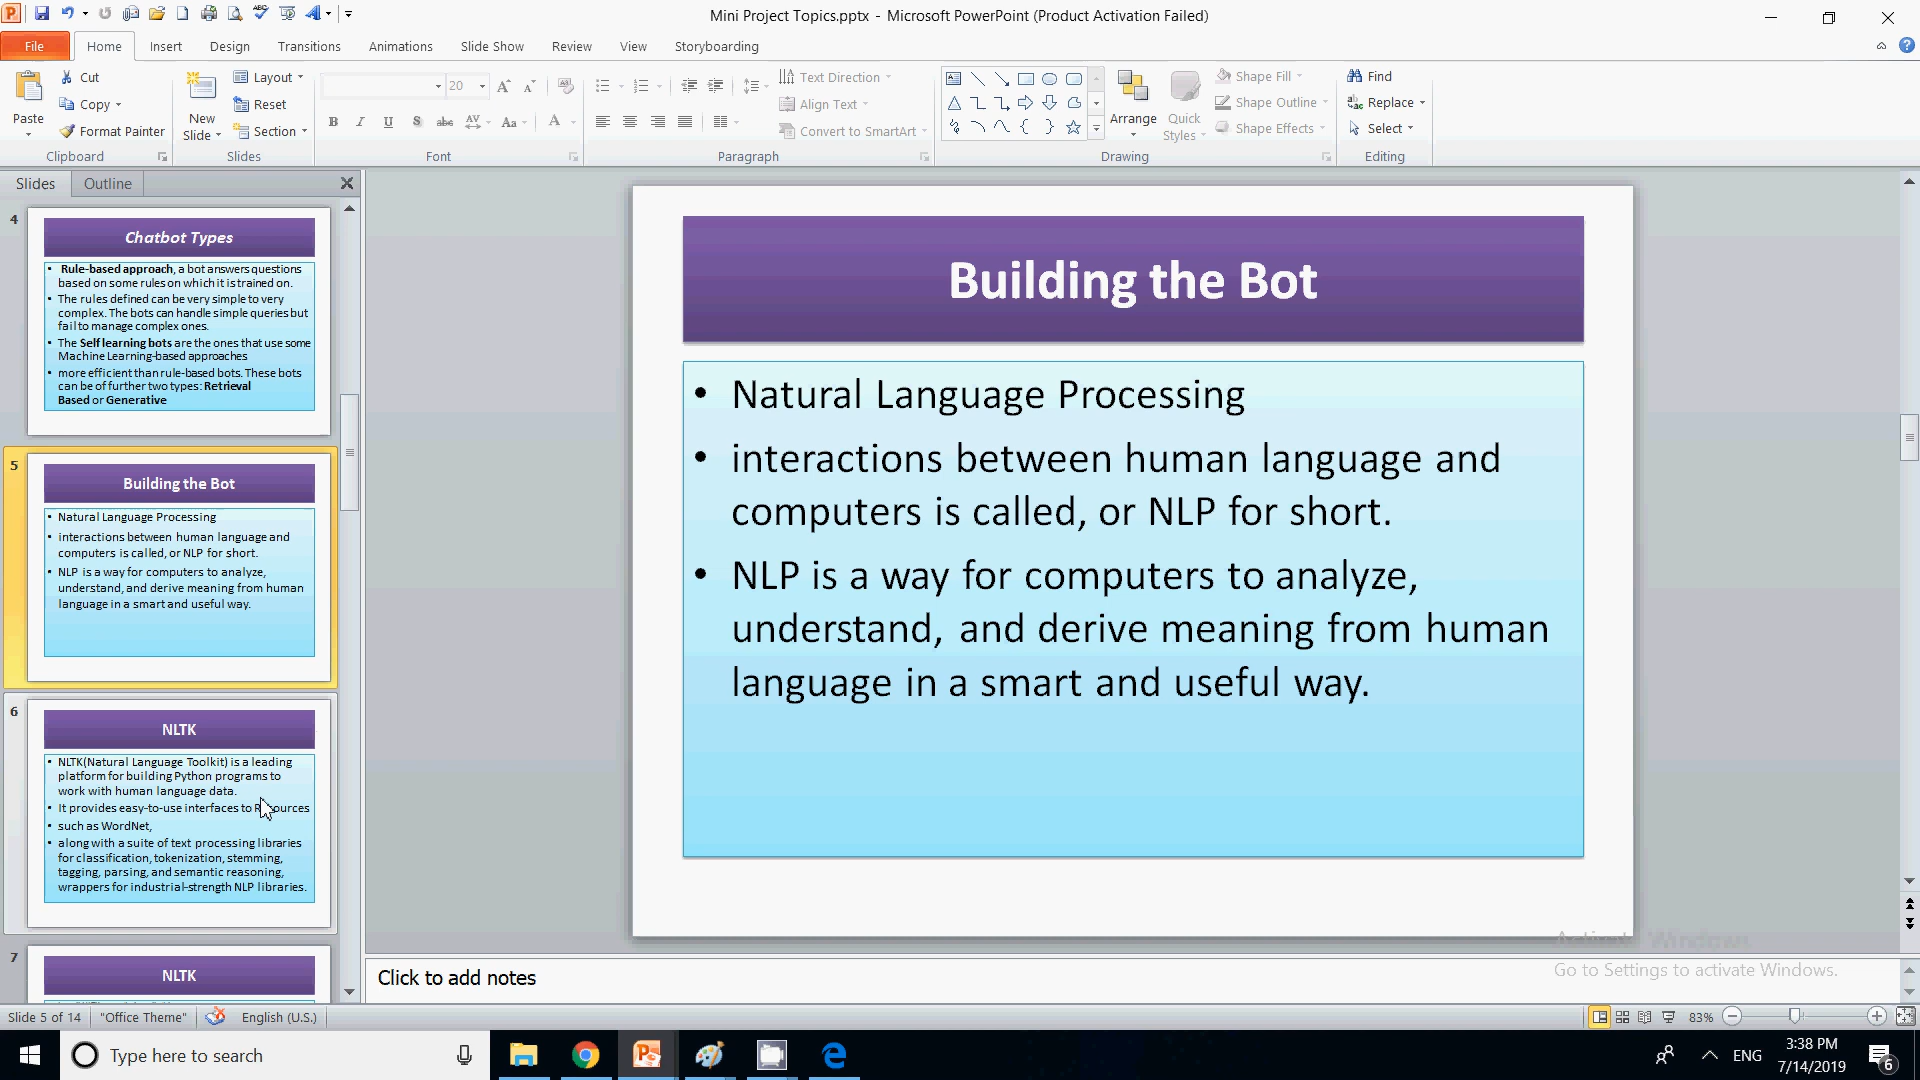 Mini Project Topics.pptx - Microsoft PowerPoint (Product Activation Failed)
File Home Insert Design Transitions Animations Slide Show Review View Storyboarding
Paste
Cut
Copy
Format Painter
Clipboard
New
Slide
Layout
Reset
Section
Slides
20
B I U S abc AV Aa A
Font
Text Direction
Align Text
Convert to SmartArt
Paragraph
Arrange
Quick
Styles
Shape Fill
Shape Outline
Shape Effects
Drawing
Find
Replace
Select
Editing
Slides Outline
4
Chatbot Types
• Rule-based approach, a bot answers questions
based on some rules on which it is trained on.
• The rules defined can be very simple to very
complex. The bots can handle simple queries but
fail to manage complex ones.
• The Self learning bots are the ones that use some
Machine Learning-based approaches
• more efficient than rule-based bots. These bots
can be of further two types: Retrieval
Based or Generative
5
Building the Bot
• Natural Language Processing
• interactions between human language and
computers is called, or NLP for short.
• NLP is a way for computers to analyze,
understand, and derive meaning from human
language in a smart and useful way.
6
NLTK
• NLTK(Natural Language Toolkit) is a leading
platform for building Python programs to
work with human language data.
• It provides easy-to-use interfaces to
• such as WordNet,
• along with a suite of text processing libraries
for classification, tokenization, stemming,
tagging, parsing, and semantic reasoning,
wrappers for industrial-strength NLP libraries.
7
NLTK
Building the Bot
• Natural Language Processing
• interactions between human language and
computers is called, or NLP for short.
• NLP is a way for computers to analyze,
understand, and derive meaning from human
language in a smart and useful way.
Activate Windows
Go to Settings to activate Windows.
Click to add notes
Slide 5 of 14 "Office Theme" English (U.S.) 83%
Type here to search
ENG
3:38 PM
7/14/2019
6